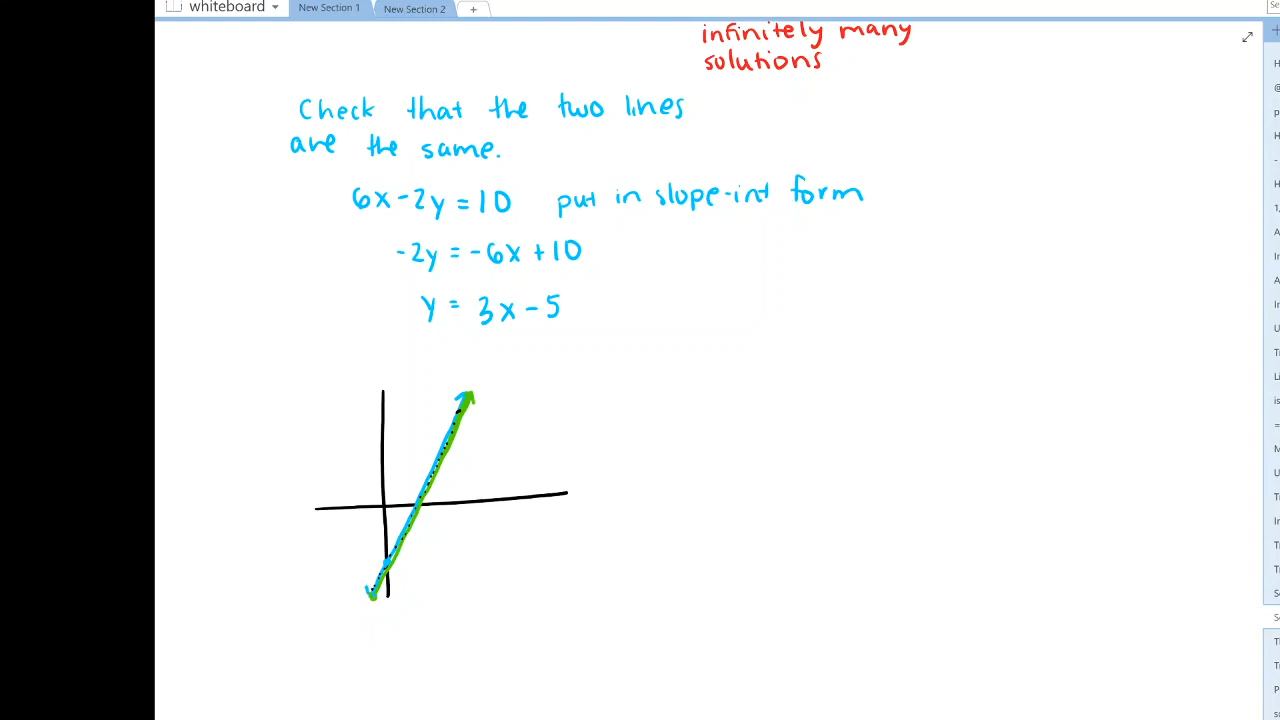 whiteboard New Section 1 New Section 2 +
infinitely many
solutions
Check that the two lines
are the same.
6x - 2y = 10 put in slope-int form
-2y = -6x + 10
y = 3x - 5